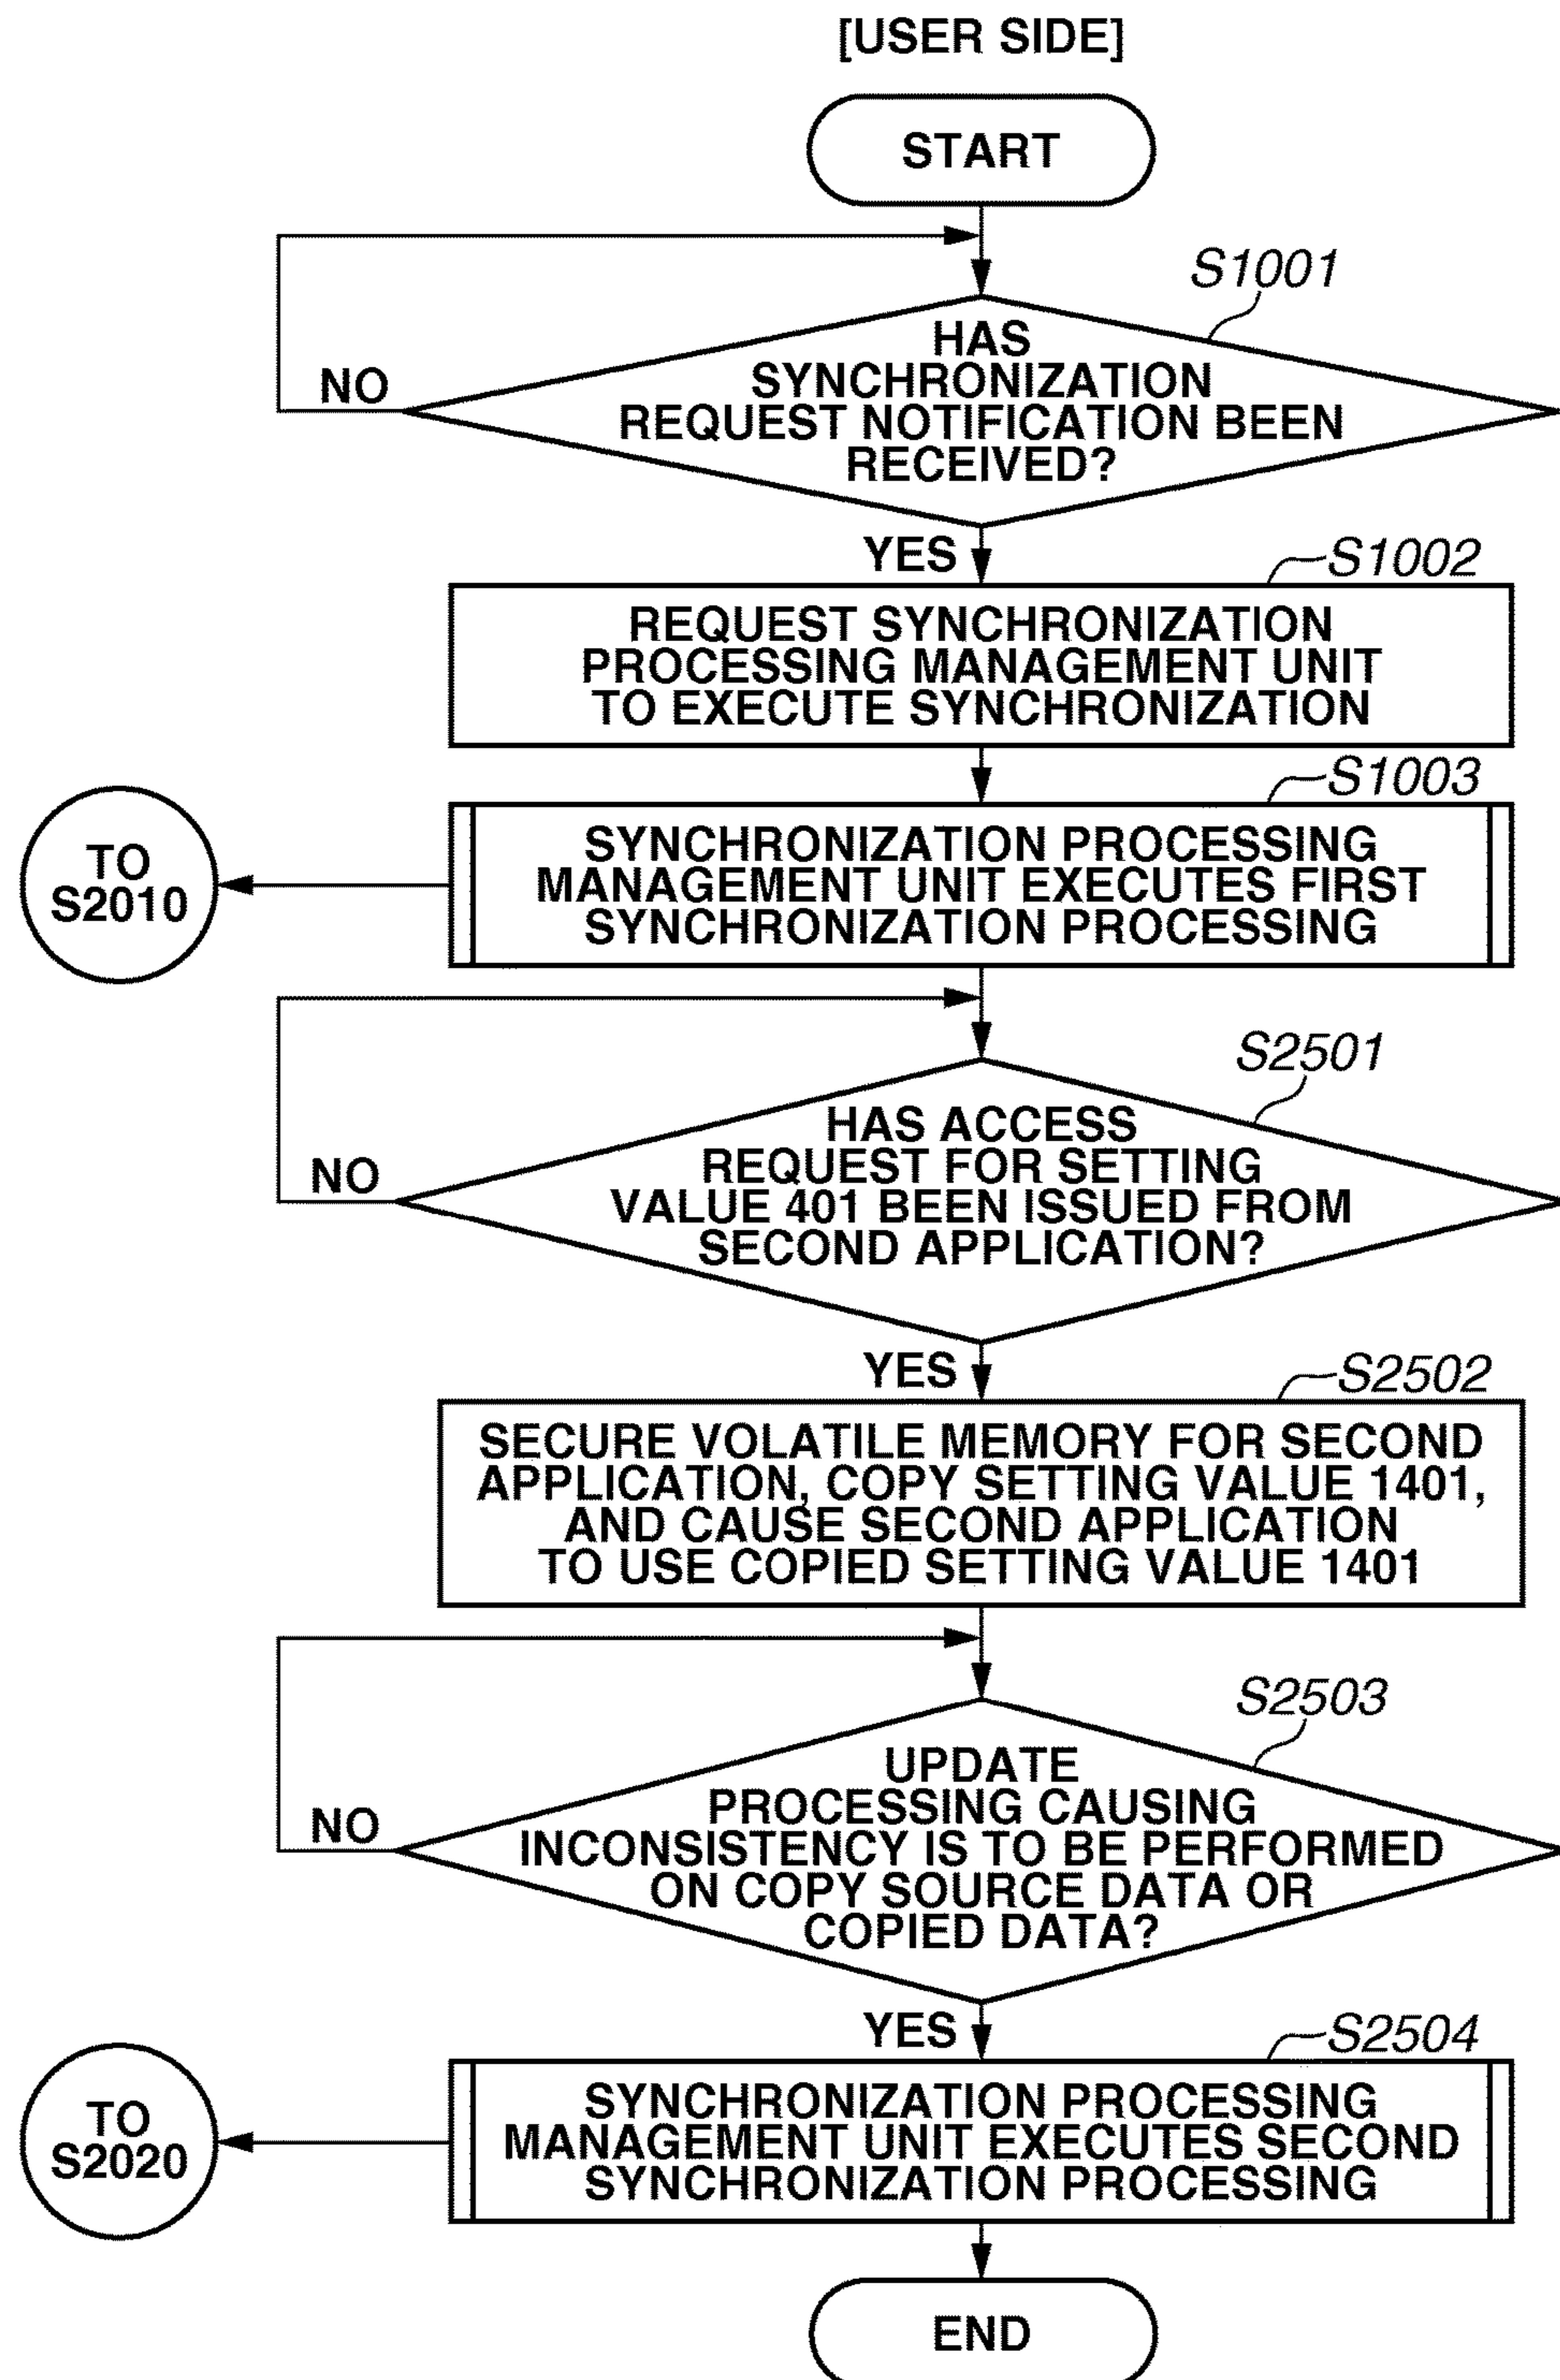 [USER SIDE]
START
S1001
HAS
SYNCHRONIZATION
REQUEST NOTIFICATION BEEN
RECEIVED?
NO
YES
S1002
REQUEST SYNCHRONIZATION
PROCESSING MANAGEMENT UNIT
TO EXECUTE SYNCHRONIZATION
S1003
TO
S2010
SYNCHRONIZATION PROCESSING
MANAGEMENT UNIT EXECUTES FIRST
SYNCHRONIZATION PROCESSING
S2501
HAS ACCESS
REQUEST FOR SETTING
VALUE 401 BEEN ISSUED FROM
SECOND APPLICATION?
NO
YES
S2502
SECURE VOLATILE MEMORY FOR SECOND
APPLICATION, COPY SETTING VALUE 1401,
AND CAUSE SECOND APPLICATION
TO USE COPIED SETTING VALUE 1401
S2503
UPDATE
PROCESSING CAUSING
INCONSISTENCY IS TO BE PERFORMED
ON COPY SOURCE DATA OR
COPIED DATA?
NO
YES
S2504
TO
S2020
SYNCHRONIZATION PROCESSING
MANAGEMENT UNIT EXECUTES SECOND
SYNCHRONIZATION PROCESSING
END